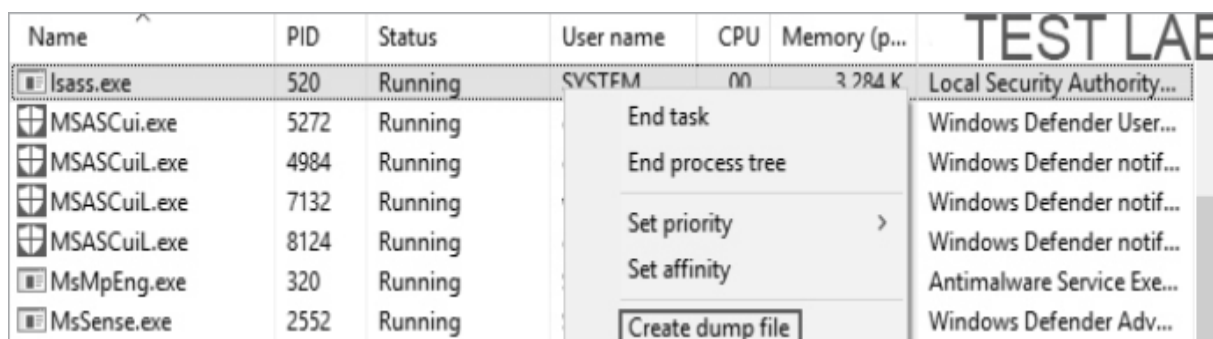 Name PID Status User name CPU Memory (p... TEST LAB
lsass.exe 520 Running SYSTEM 00 3,284 K Local Security Authority...
MSASCui.exe 5272 Running End task Windows Defender User...
MSASCuiL.exe 4984 Running End process tree Windows Defender notif...
MSASCuiL.exe 7132 Running Set priority Windows Defender notif...
MSASCuiL.exe 8124 Running Set affinity Windows Defender notif...
MsMpEng.exe 320 Running Antimalware Service Exe...
MsSense.exe 2552 Running Create dump file Windows Defender Adv...